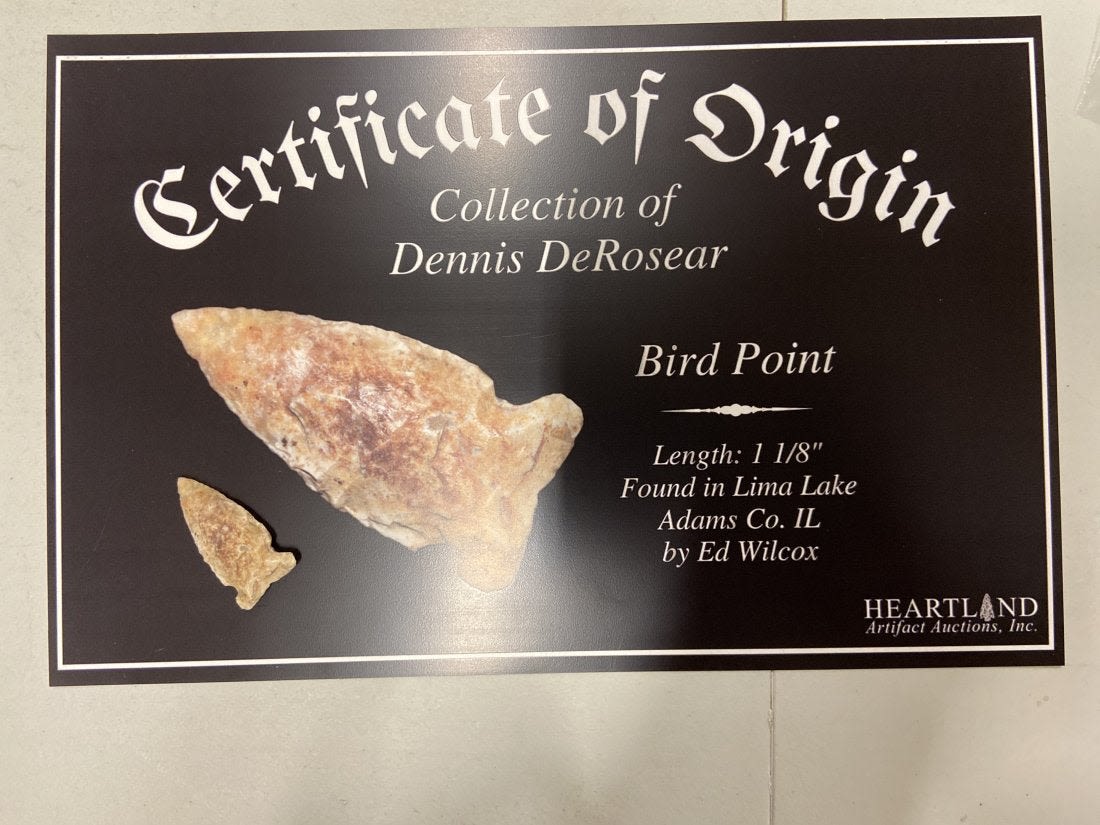 Certificate of Origin
Collection of
Dennis DeRosear
Bird Point
Length: 1 1/8"
Found in Lima Lake
Adams Co. IL
by Ed Wilcox
HEARTLAND
Artifact Auctions, Inc.